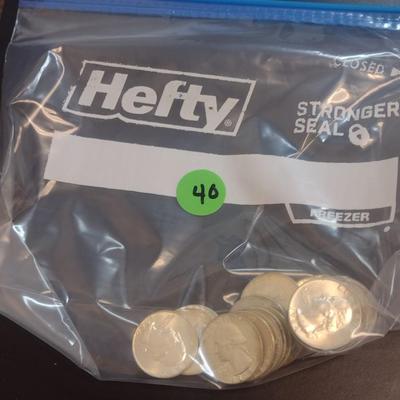 CLOSED
Hefty®
STRONGER
SEAL
40
FREEZER